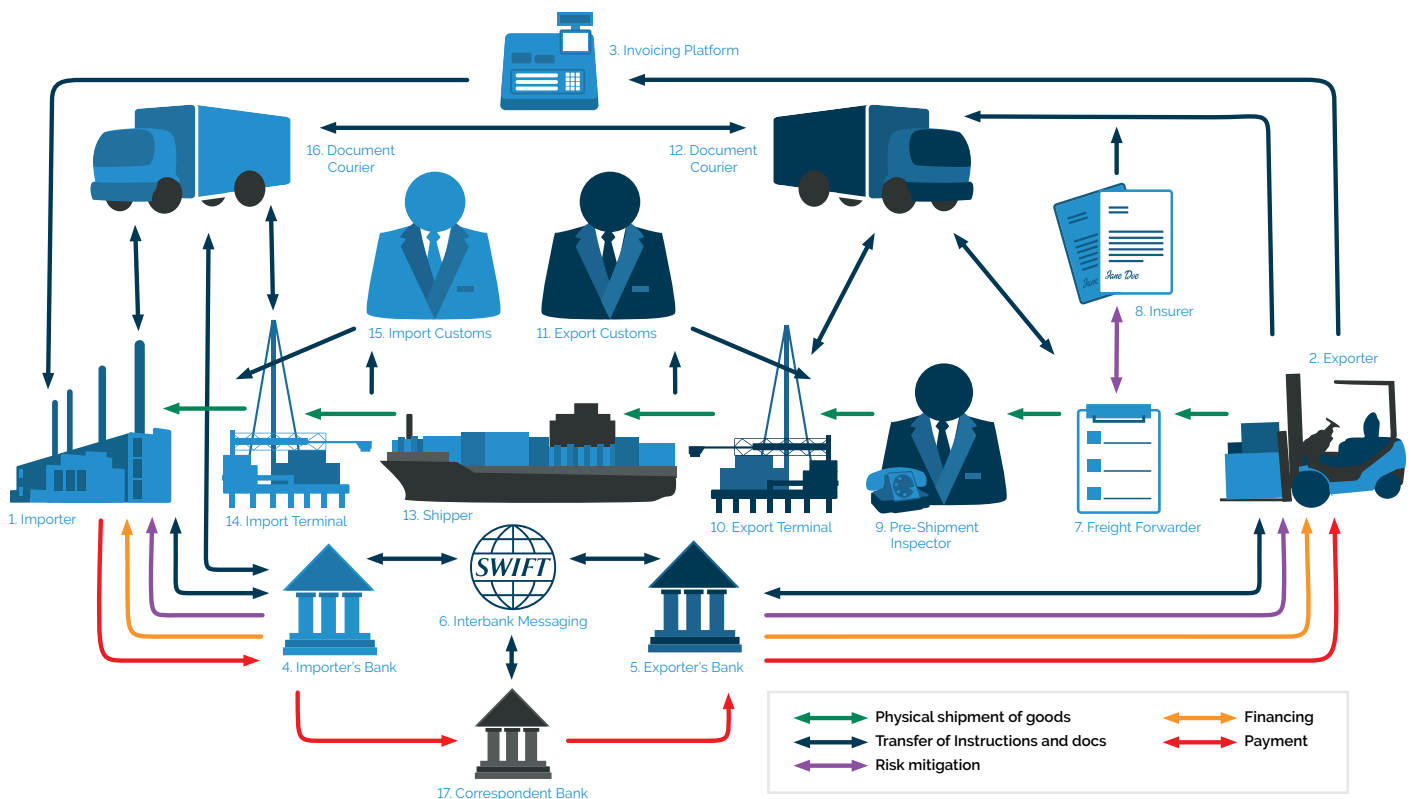 3. Invoicing Platform
16. Document
Courier
12. Document
Courier
Jane Doe
Jane
8. Insurer
15. Import Customs
11. Export Customs
2. Exporter
1. Importer
14. Import Terminal
13. Shipper
10. Export Terminal
9. Pre-Shipment
Inspector
7. Freight Forwarder
SWIFT
6. Interbank Messaging
4. Importer's Bank
5. Exporter's Bank
17. Correspondent Bank
Physical shipment of goods
Financing
Transfer of Instructions and docs
Payment
Risk mitigation